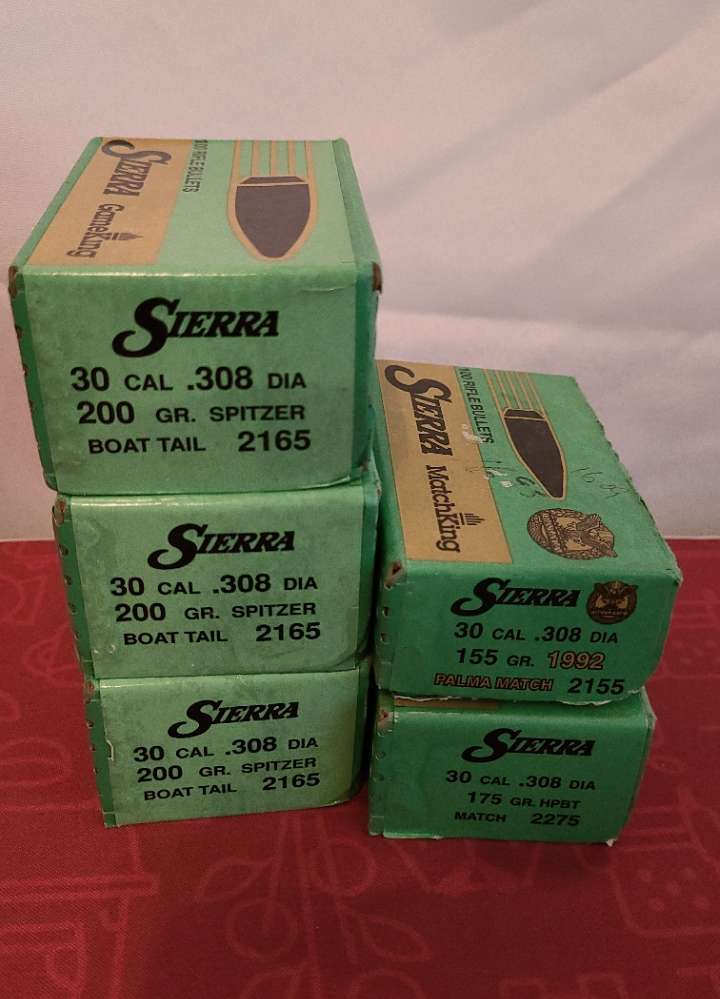 100 RIFLE BULLETS
SIERRA GameKing
SIERRA
30 CAL .308 DIA
200 GR. SPITZER
BOAT TAIL 2165
SIERRA
30 CAL .308 DIA
200 GR. SPITZER
BOAT TAIL 2165
SIERRA
30 CAL .308 DIA
200 GR. SPITZER
BOAT TAIL 2165
100 RIFLE BULLETS
SIERRA MatchKing
SIERRA
30 CAL .308 DIA
155 GR. 1992
PALMA MATCH 2155
SIERRA
30 CAL .308 DIA
175 GR. HPBT
MATCH 2275